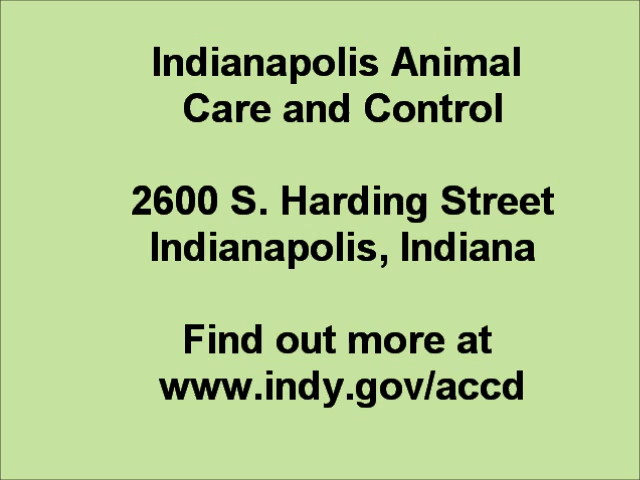 Indianapolis Animal
Care and Control
2600 S. Harding Street
Indianapolis, Indiana
Find out more at
www.indy.gov/accd